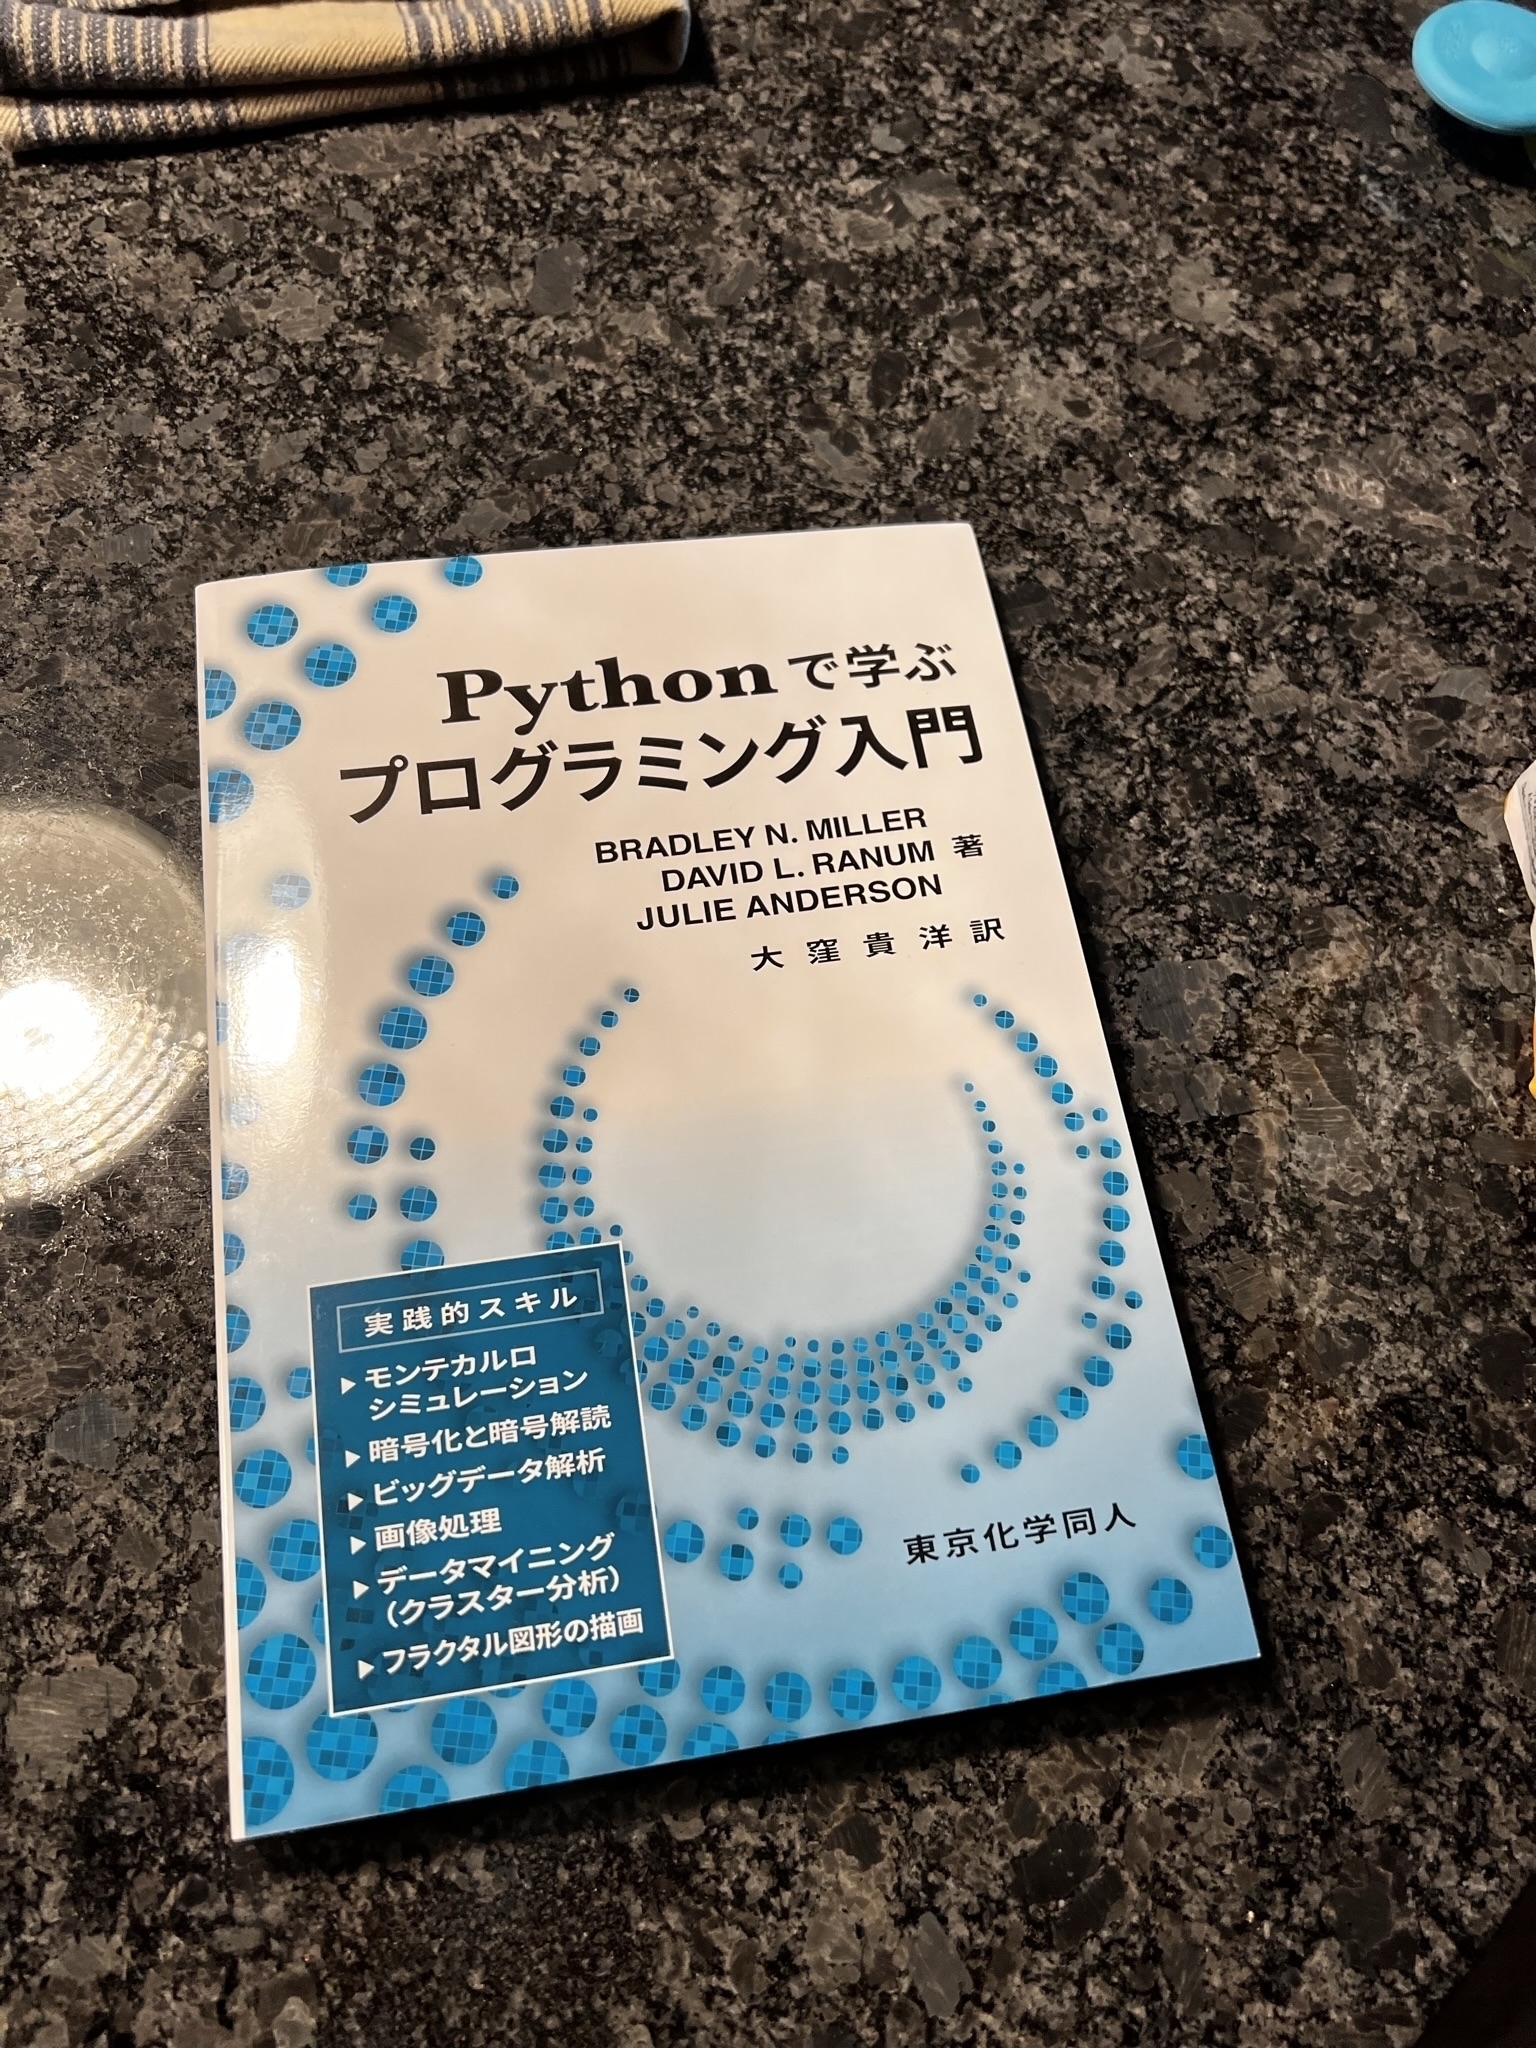 Pythonで学ぶ
プログラミング入門
BRADLEY N. MILLER
DAVID L. RANUM 著
JULIE ANDERSON
大窪貴洋訳
実践的スキル
▶モンテカルロ
シミュレーション
▶暗号化と暗号解読
▶ビッグデータ解析
▶画像処理
▶データマイニング
(クラスター分析)
▶フラクタル図形の描画
東京化学同人